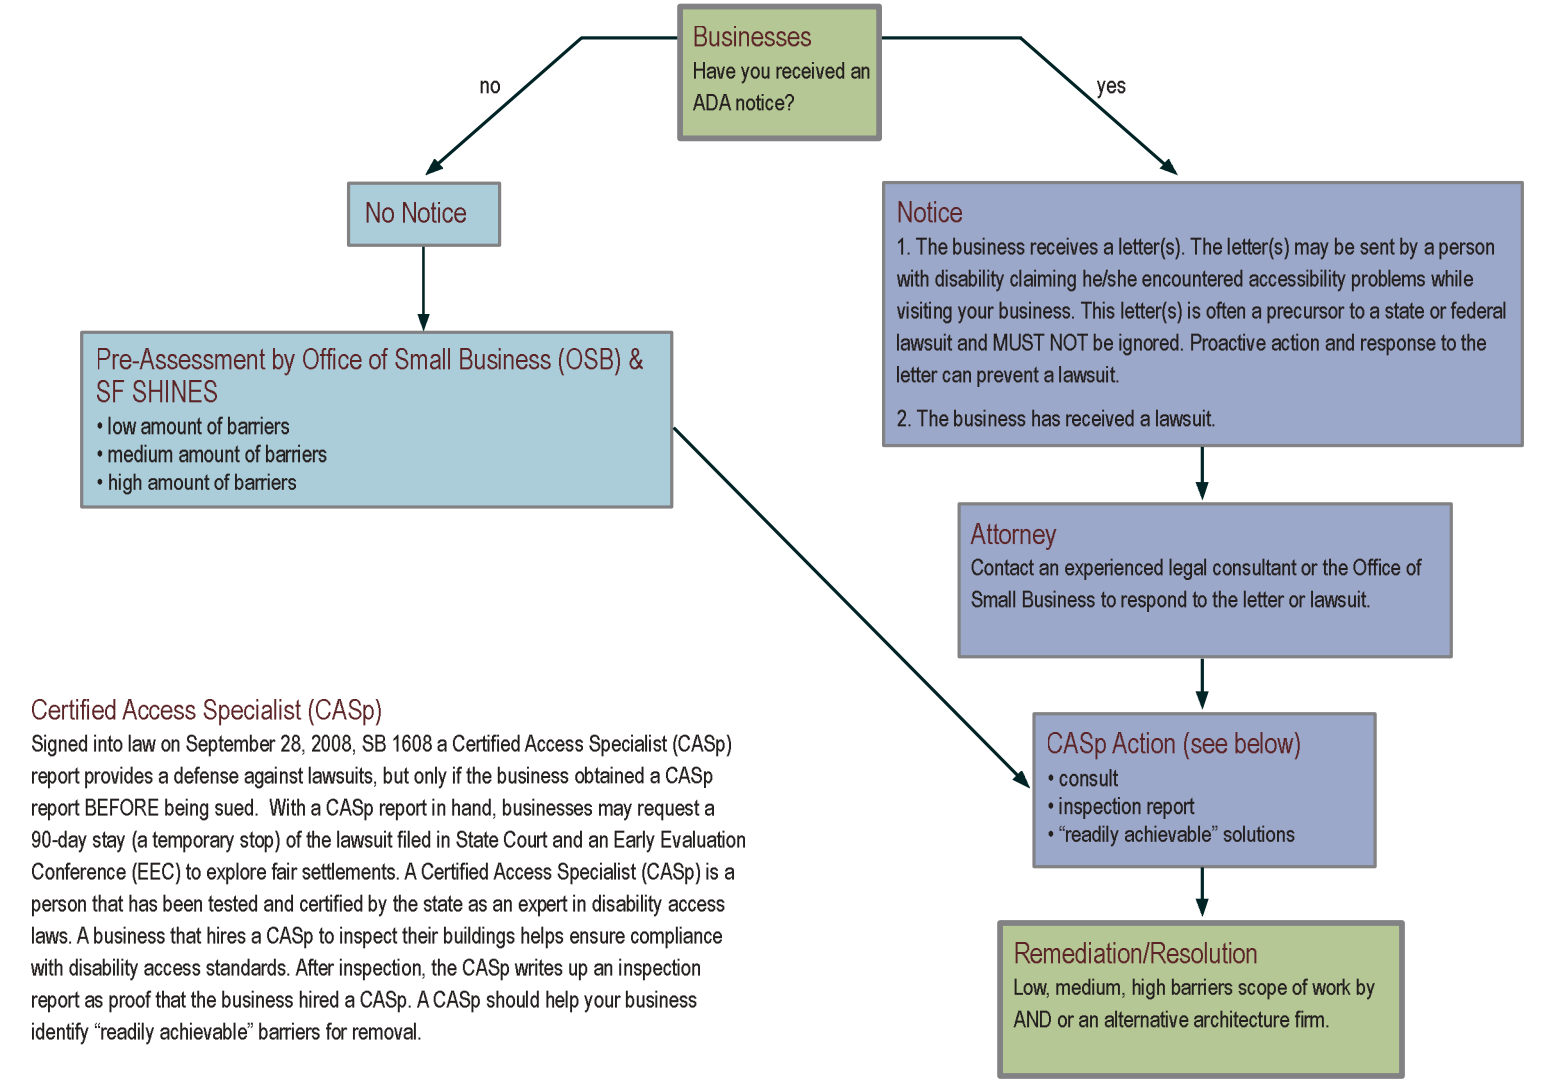 Businesses
Have you received an
ADA notice?
no
yes
No Notice
Notice
1. The business receives a letter(s). The letter(s) may be sent by a person
with disability claiming he/she encountered accessibility problems while
visiting your business. This letter(s) is often a precursor to a state or federal
lawsuit and MUST NOT be ignored. Proactive action and response to the
letter can prevent a lawsuit.
2. The business has received a lawsuit.
Pre-Assessment by Office of Small Business (OSB) &
SF SHINES
• low amount of barriers
• medium amount of barriers
• high amount of barriers
Attorney
Contact an experienced legal consultant or the Office of
Small Business to respond to the letter or lawsuit.
Certified Access Specialist (CASp)
Signed into law on September 28, 2008, SB 1608 a Certified Access Specialist (CASp)
report provides a defense against lawsuits, but only if the business obtained a CASp
report BEFORE being sued.  With a CASp report in hand, businesses may request a
90-day stay (a temporary stop) of the lawsuit filed in State Court and an Early Evaluation
Conference (EEC) to explore fair settlements. A Certified Access Specialist (CASp) is a
person that has been tested and certified by the state as an expert in disability access
laws. A business that hires a CASp to inspect their buildings helps ensure compliance
with disability access standards. After inspection, the CASp writes up an inspection
report as proof that the business hired a CASp. A CASp should help your business
identify “readily achievable” barriers for removal.
CASp Action (see below)
• consult
• inspection report
• “readily achievable” solutions
Remediation/Resolution
Low, medium, high barriers scope of work by
AND or an alternative architecture firm.